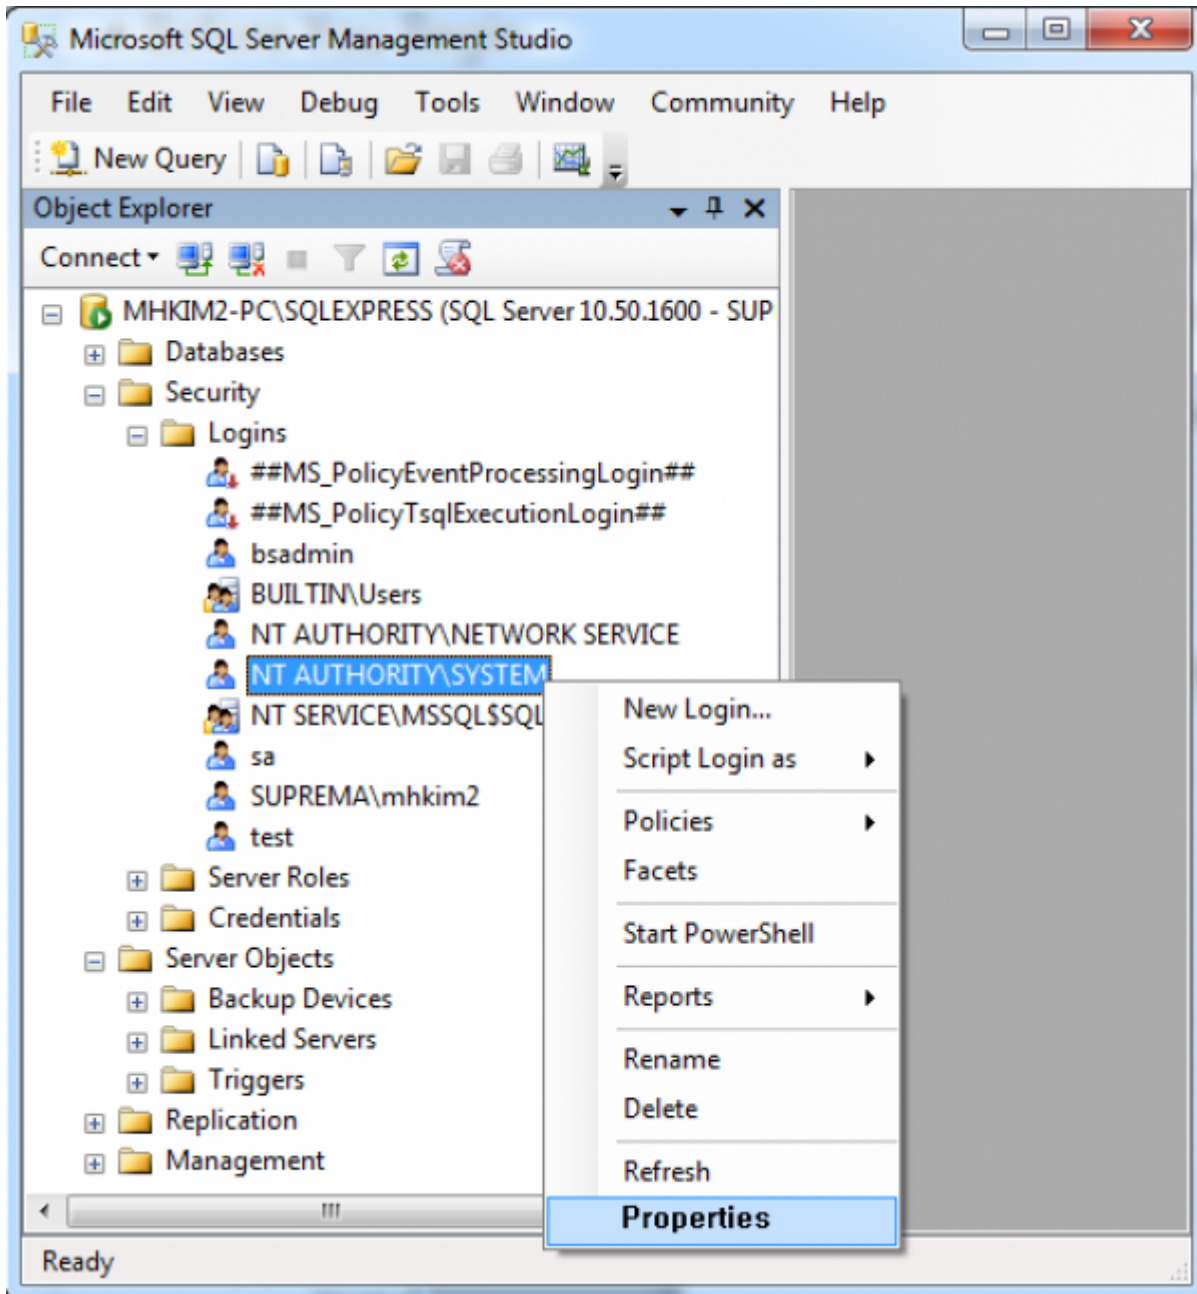 Microsoft SQL Server Management Studio
File Edit View Debug Tools Window Community Help
New Query
Object Explorer
Connect
MHKIM2-PC\SQLEXPRESS (SQL Server 10.50.1600 - SUP
Databases
Security
Logins
##MS_PolicyEventProcessingLogin##
##MS_PolicyTsqlExecutionLogin##
bsadmin
BUILTIN\Users
NT AUTHORITY\NETWORK SERVICE
NT AUTHORITY\SYSTEM
NT SERVICE\MSSQL$SQL
sa
SUPREMA\mhkim2
test
Server Roles
Credentials
Server Objects
Backup Devices
Linked Servers
Triggers
Replication
Management
New Login...
Script Login as
Policies
Facets
Start PowerShell
Reports
Rename
Delete
Refresh
Properties
Ready